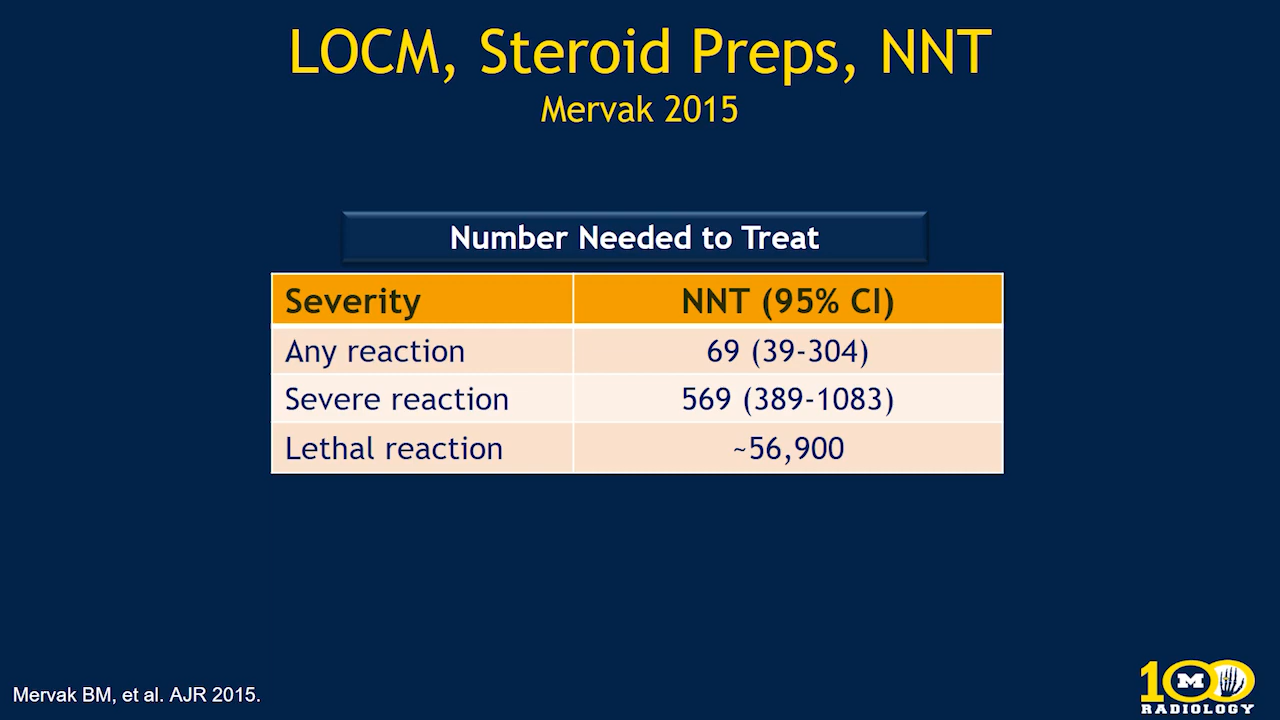 LOCM, Steroid Preps, NNT
Mervak 2015
Number Needed to Treat
Severity NNT (95% CI)
Any reaction 69 (39-304)
Severe reaction 569 (389-1083)
Lethal reaction ~56,900
Mervak BM, et al. AJR 2015.
100
M
RADIOLOGY